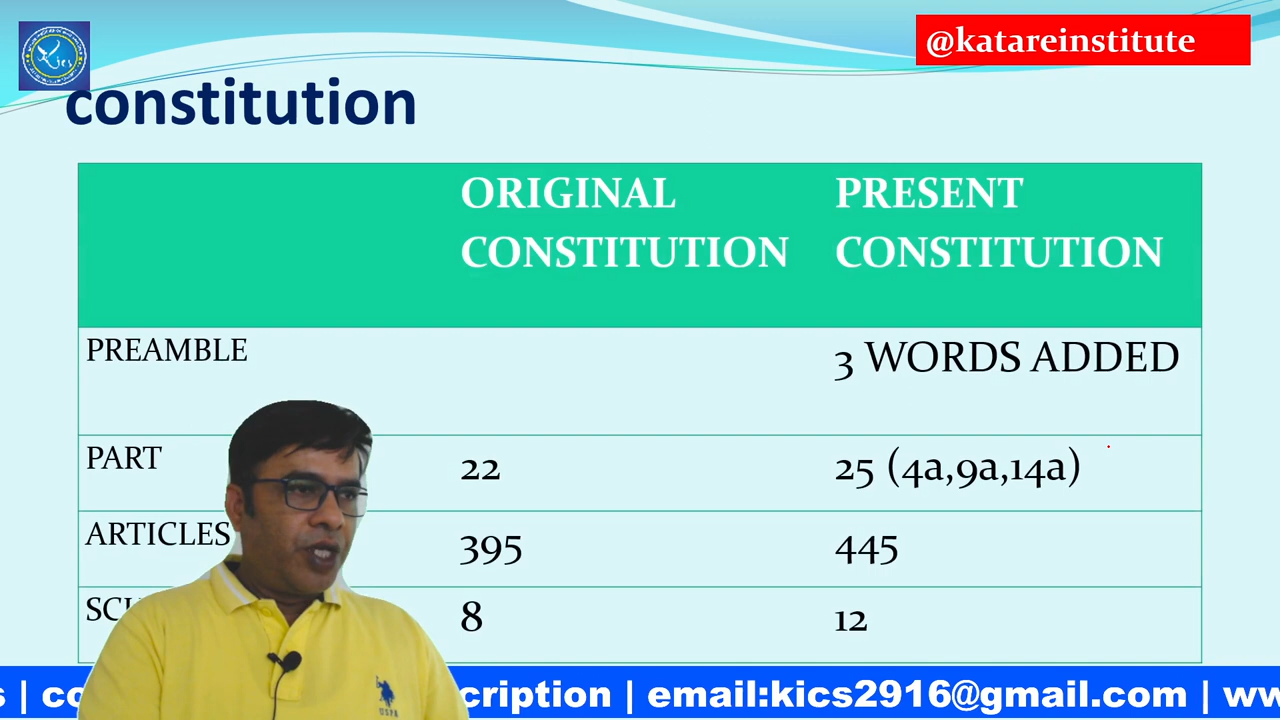 @katareinstitute
constitution
ORIGINAL CONSTITUTION
PRESENT CONSTITUTION
PREAMBLE
3 WORDS ADDED
PART
22
25 (4a,9a,14a)
ARTICLES
395
445
8
12
cription | email:kics2916@gmail.com |
USPA